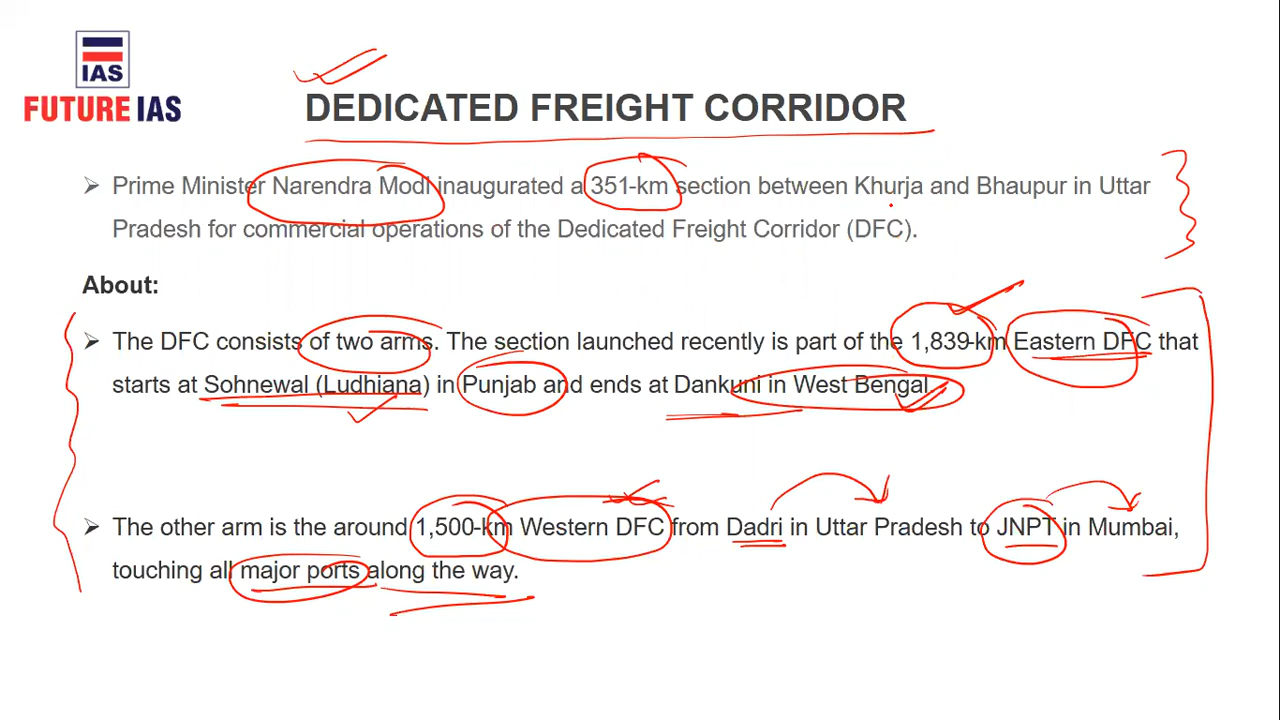 IAS
FUTURE IAS
DEDICATED FREIGHT CORRIDOR
➢ Prime Minister Narendra Modi inaugurated a 351-km section between Khurja and Bhaupur in Uttar
Pradesh for commercial operations of the Dedicated Freight Corridor (DFC).
About:
➢ The DFC consists of two arms. The section launched recently is part of the 1,839-km Eastern DFC that
starts at Sohnewal (Ludhiana) in Punjab and ends at Dankuni in West Bengal.
➢ The other arm is the around 1,500-km Western DFC from Dadri in Uttar Pradesh to JNPT in Mumbai,
touching all major ports along the way.